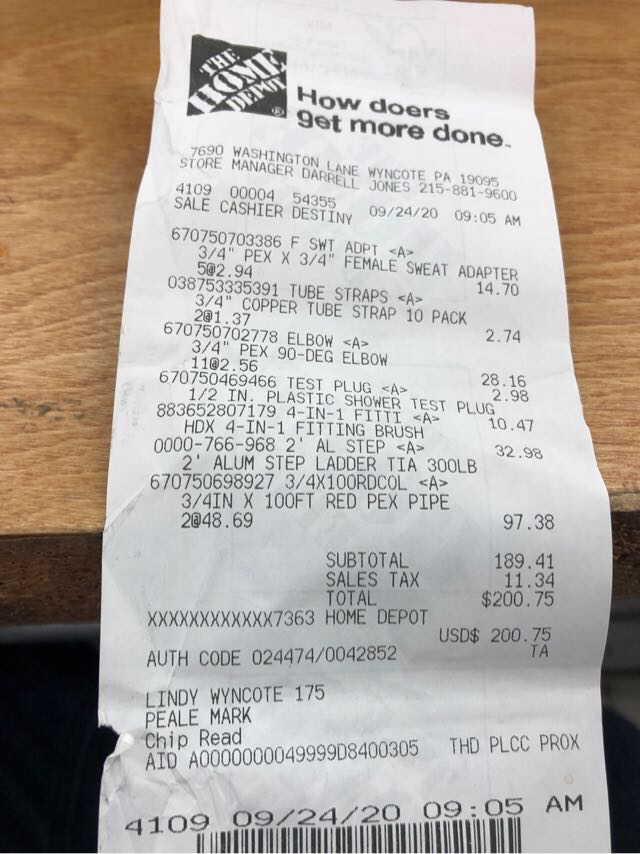 THE
HOME
DEPOT
®
How doers
get more done.
7690 WASHINGTON LANE WYNCOTE PA 19095
STORE MANAGER DARRELL JONES 215-881-9600
4109 00004 54355 09/24/20 09:05 AM
SALE CASHIER DESTINY
670750703386 F SWT ADPT <A>
3/4" PEX X 3/4" FEMALE SWEAT ADAPTER
5@2.94 14.70
038753335391 TUBE STRAPS <A>
3/4" COPPER TUBE STRAP 10 PACK
2@1.37 2.74
670750702778 ELBOW <A>
3/4" PEX 90-DEG ELBOW
11@2.56 28.16
670750469466 TEST PLUG <A> 2.98
1/2 IN. PLASTIC SHOWER TEST PLUG
883652807179 4-IN-1 FITTI <A> 10.47
HDX 4-IN-1 FITTING BRUSH
0000-766-968 2' AL STEP <A> 32.98
2' ALUM STEP LADDER TIA 300LB
670750698927 3/4X100RDCOL <A>
3/4IN X 100FT RED PEX PIPE
2@48.69 97.38
SUBTOTAL 189.41
SALES TAX 11.34
TOTAL $200.75
XXXXXXXXXXXX7363 HOME DEPOT
USD$ 200.75
AUTH CODE 024474/0042852 TA
LINDY WYNCOTE 175
PEALE MARK
Chip Read
AID A0000000049999D8400305 THD PLCC PROX
4109 09/24/20 09:05 AM